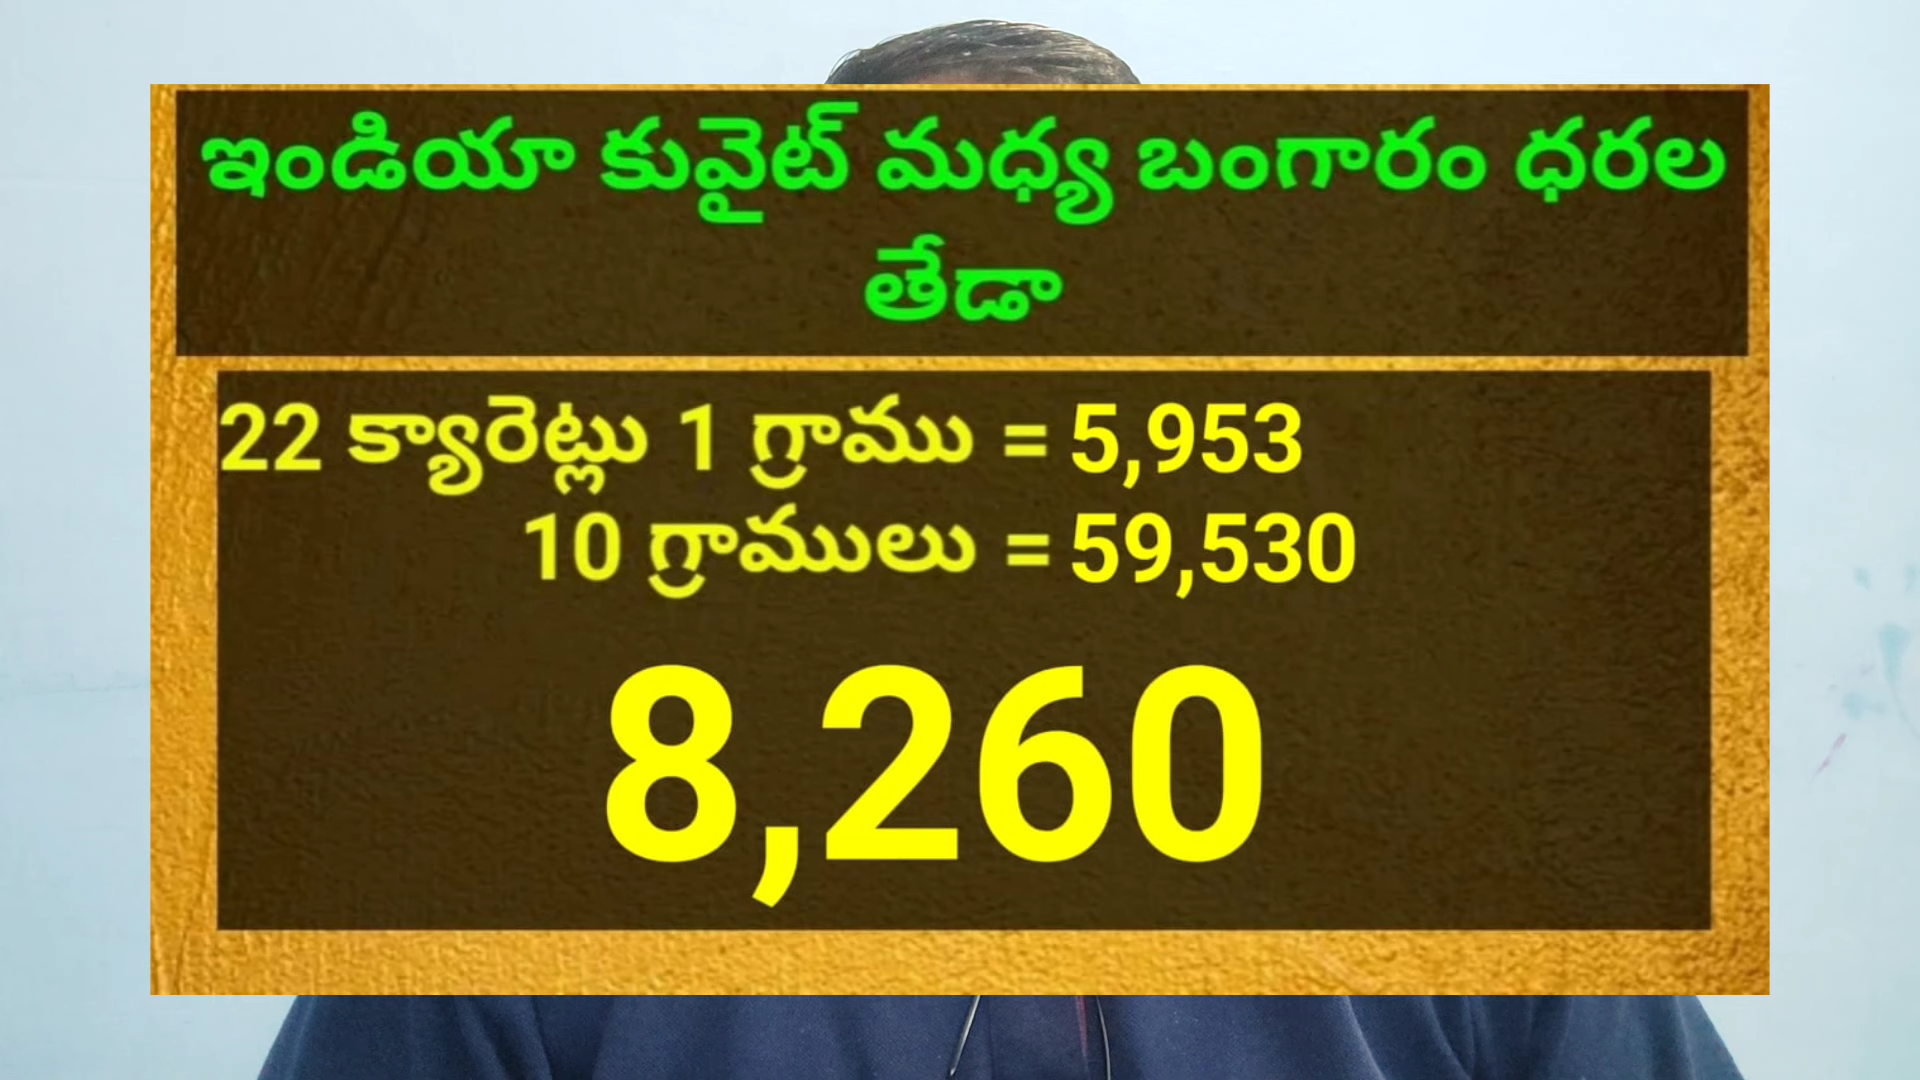 ఇండియా కువైట్ మధ్య బంగారం ధరల
తేడా
22 క్యారెట్లు 1 గ్రాము = 5,953
10 గ్రాములు = 59,530
8,260